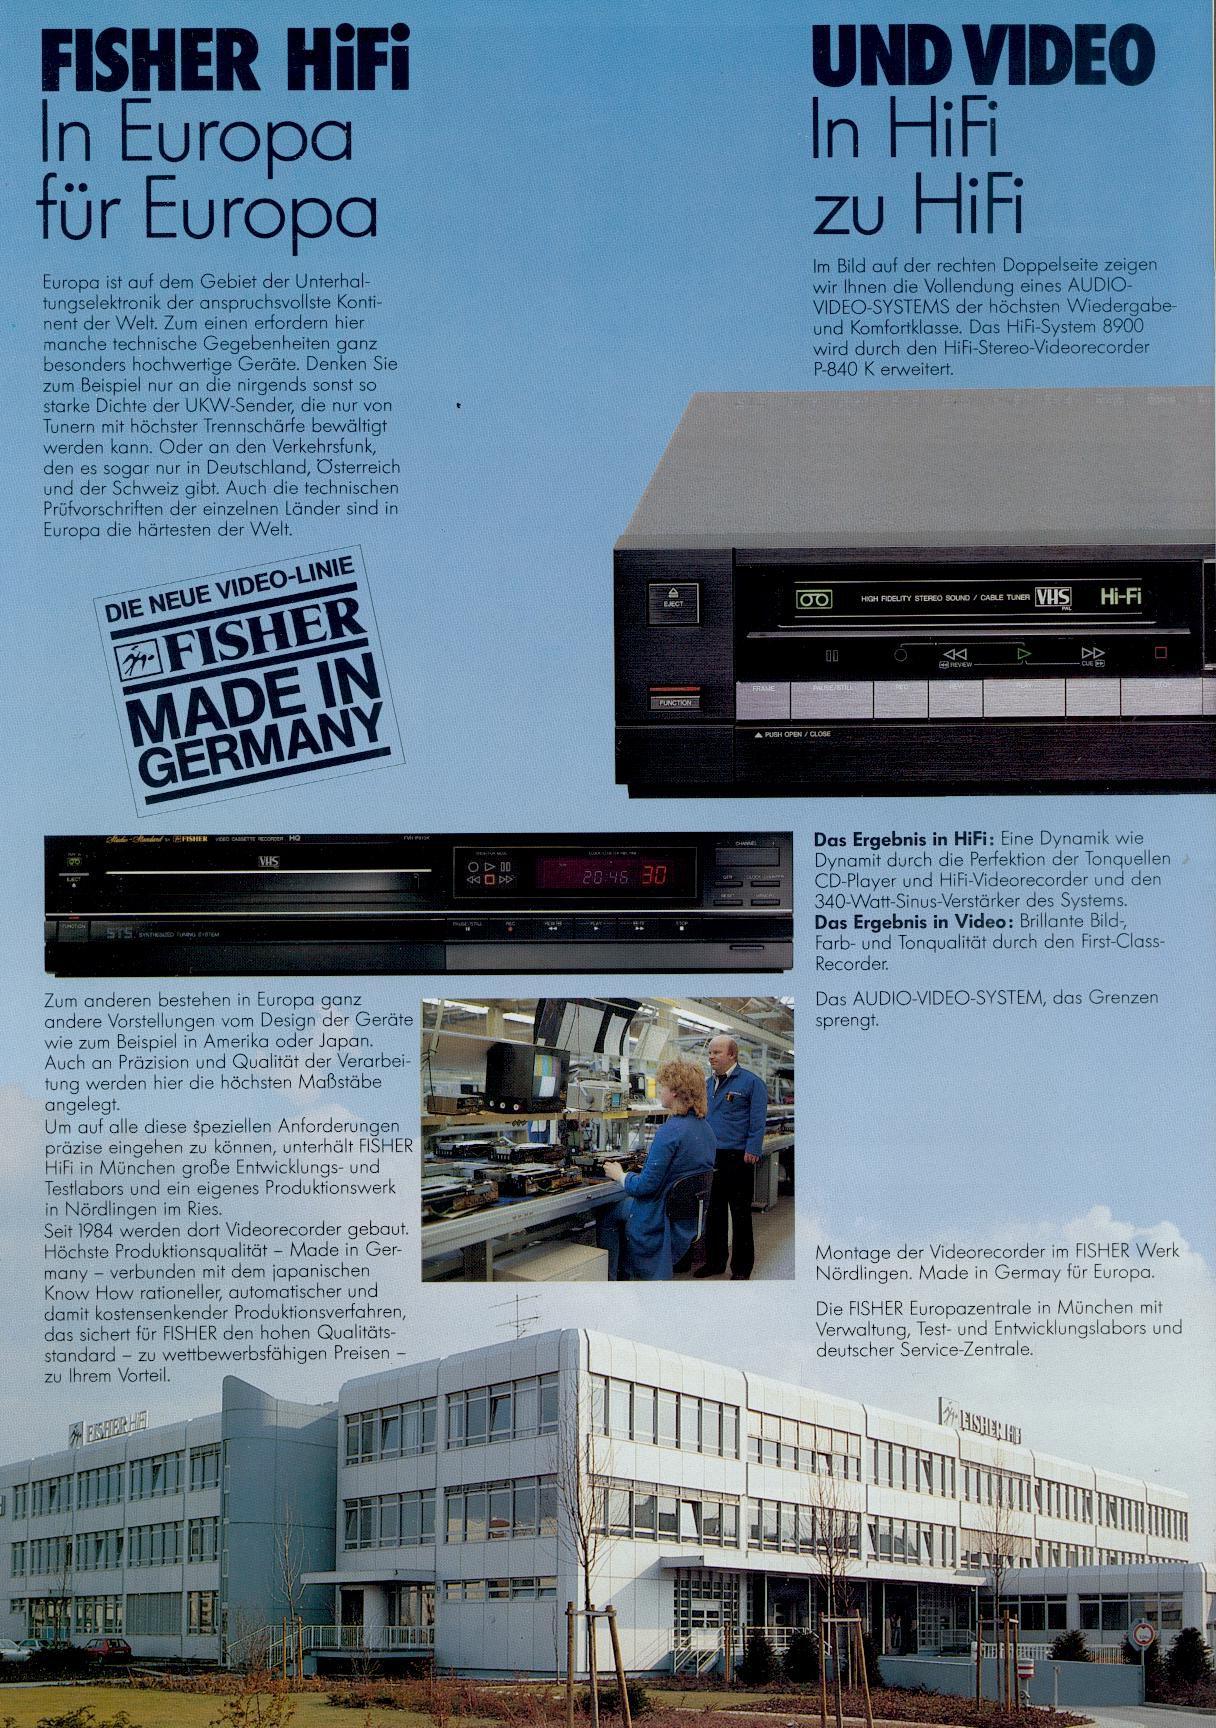 FISHER HiFi
In Europa
für Europa
Europa ist auf dem Gebiet der Unterhal-
tungselektronik der anspruchsvollste Konti-
nent der Welt. Zum einen erfordern hier
manche technische Gegebenheiten ganz
besonders hochwertige Geräte. Denken Sie
zum Beispiel nur an die nirgends sonst so
starke Dichte der UKW-Sender, die nur von
Tunern mit höchster Trennschärfe bewältigt
werden kann. Oder an den Verkehrsfunk,
den es sogar nur in Deutschland, Österreich
und der Schweiz gibt. Auch die technischen
Prüfvorschriften der einzelnen Länder sind in
Europa die härtesten der Welt.
DIE NEUE VIDEO-LINIE
FISHER
MADE IN
GERMANY
UND VIDEO
In HiFi
zu HiFi
Im Bild auf der rechten Doppelseite zeigen
wir Ihnen die Vollendung eines AUDIO-
VIDEO-SYSTEMS der höchsten Wiedergabe-
und Komfortklasse. Das HiFi-System 8900
wird durch den HiFi-Stereo-Videorecorder
P-840 K erweitert.
EJECT
HIGH FIDELITY STEREO SOUND / CABLE TUNER VHS PAL Hi-Fi
REVIEW CUE
FUNCTION
FRAME PAUSE/STILL REC REW PLAY
PUSH OPEN / CLOSE
Studio-Standard by FISHER VIDEO CASSETTE RECORDER HQ
VHS
EJECT
CHANNEL
20:46 30
FUNCTION
STS SYNTHESIZED TUNING SYSTEM
PAUSE/STILL REC PLAY STOP
Zum anderen bestehen in Europa ganz
andere Vorstellungen vom Design der Geräte
wie zum Beispiel in Amerika oder Japan.
Auch an Präzision und Qualität der Verarbei-
tung werden hier die höchsten Maßstäbe
angelegt.
Um auf alle diese speziellen Anforderungen
präzise eingehen zu können, unterhält FISHER
HiFi in München große Entwicklungs- und
Testlabors und ein eigenes Produktionswerk
in Nördlingen im Ries.
Seit 1984 werden dort Videorecorder gebaut.
Höchste Produktionsqualität – Made in Ger-
many – verbunden mit dem japanischen
Know How rationeller, automatischer und
damit kostensenkender Produktionsverfahren,
das sichert für FISHER den hohen Qualitäts-
standard – zu wettbewerbsfähigen Preisen –
zu Ihrem Vorteil.
Das Ergebnis in HiFi: Eine Dynamik wie
Dynamit durch die Perfektion der Tonquellen
CD-Player und HiFi-Videorecorder und den
340-Watt-Sinus-Verstärker des Systems.
Das Ergebnis in Video: Brillante Bild-,
Farb- und Tonqualität durch den First-Class-
Recorder.
Das AUDIO-VIDEO-SYSTEM, das Grenzen
sprengt.
Montage der Videorecorder im FISHER Werk
Nördlingen. Made in Germay für Europa.
Die FISHER Europazentrale in München mit
Verwaltung, Test- und Entwicklungslabors und
deutscher Service-Zentrale.
FISHER HiFi
FISHER HiFi